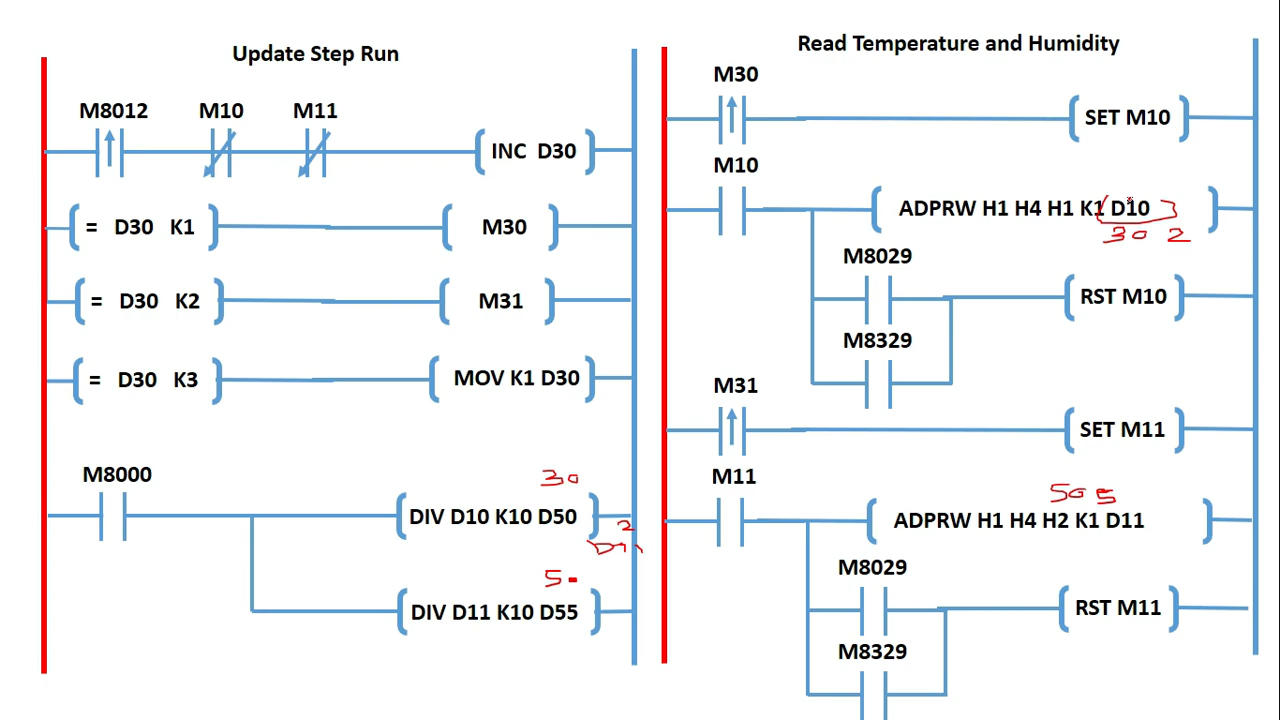 Update Step Run
M8012 M10 M11
INC D30
= D30 K1 M30
= D30 K2 M31
= D30 K3 MOV K1 D30
M8000
30
DIV D10 K10 D50
2
5
DIV D11 K10 D55
Read Temperature and Humidity
M30
SET M10
M10
ADPRW H1 H4 H1 K1 D10
30 2
M8029
RST M10
M8329
M31
SET M11
M11
50 5
ADPRW H1 H4 H2 K1 D11
M8029
RST M11
M8329